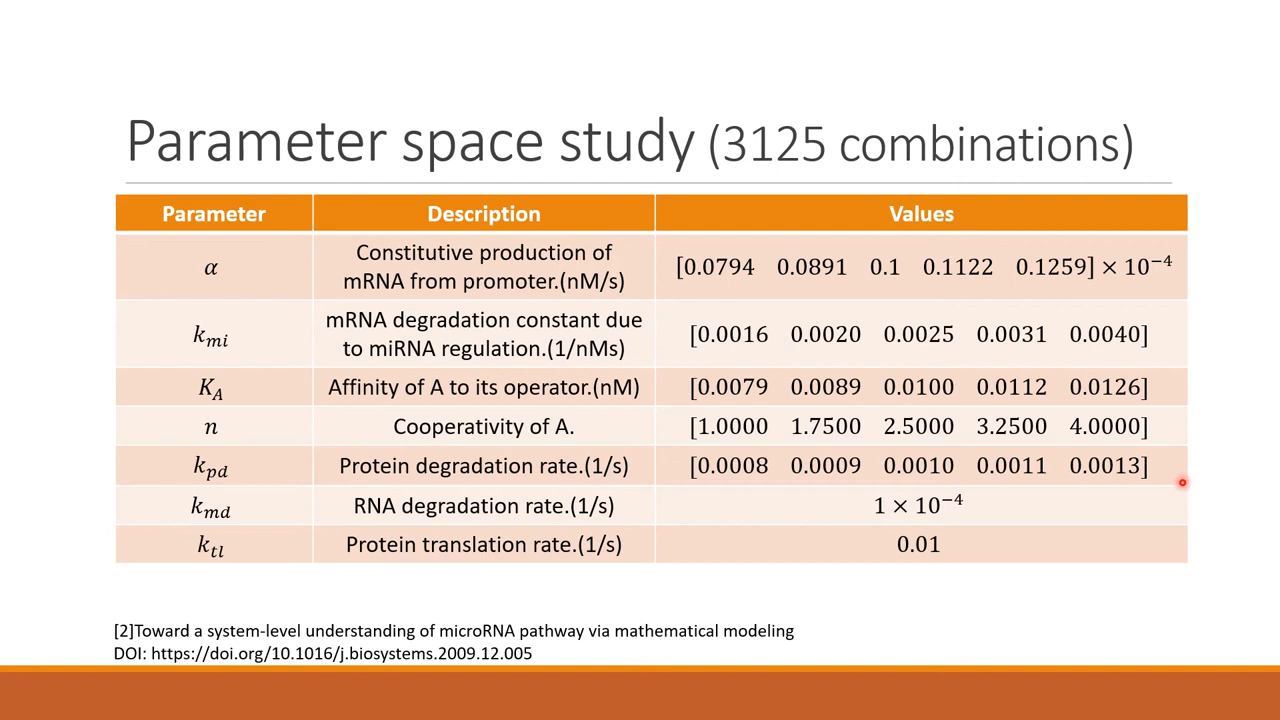 Parameter space study (3125 combinations)
Parameter Description Values
α Constitutive production of mRNA from promoter.(nM/s) [0.0794 0.0891 0.1 0.1122 0.1259] × 10⁻⁴
k_mi mRNA degradation constant due to miRNA regulation.(1/nMs) [0.0016 0.0020 0.0025 0.0031 0.0040]
K_A Affinity of A to its operator.(nM) [0.0079 0.0089 0.0100 0.0112 0.0126]
n Cooperativity of A. [1.0000 1.7500 2.5000 3.2500 4.0000]
k_pd Protein degradation rate.(1/s) [0.0008 0.0009 0.0010 0.0011 0.0013]
k_md RNA degradation rate.(1/s) 1 × 10⁻⁴
k_tl Protein translation rate.(1/s) 0.01
[2]Toward a system-level understanding of microRNA pathway via mathematical modeling
DOI: https://doi.org/10.1016/j.biosystems.2009.12.005